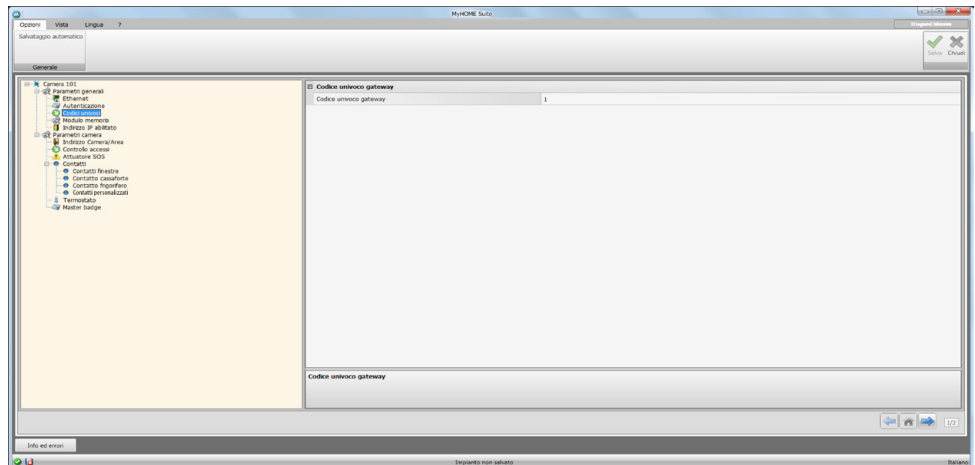 MyHOME Suite
Opzioni Vista Lingua ?
Salvataggio automatico
Salva Chiudi
Generale
Camera 101
Parametri generali
Ethernet
Autenticazione
Codici univoci
Modulo memoria
Indirizzo IP abilitato
Parametri camera
Indirizzo Camera/Area
Controllo accessi
Attuatore SOS
Contatti
Contatti finestre
Contatto cassaforte
Contatto frigorifero
Contatti personalizzati
Termostato
Master badge
Codice univoco gateway
Codice univoco gateway 1
Codice univoco gateway
1/2
Info ed errori
Impianto non salvato
Italiano